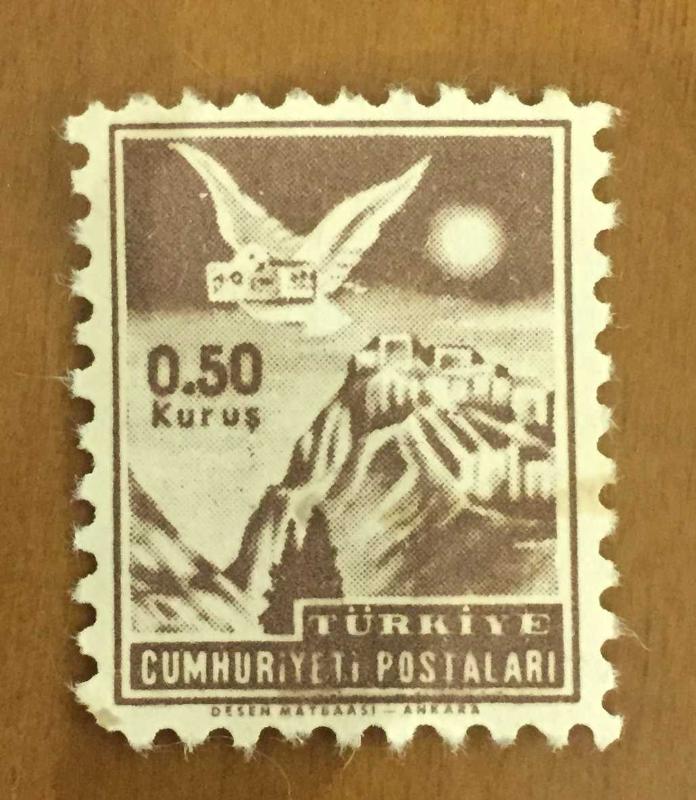 0.50
Kuruş
TÜRKİYE
CUMHURİYETİ POSTALARI
DESEN MATBAASI — ANKARA